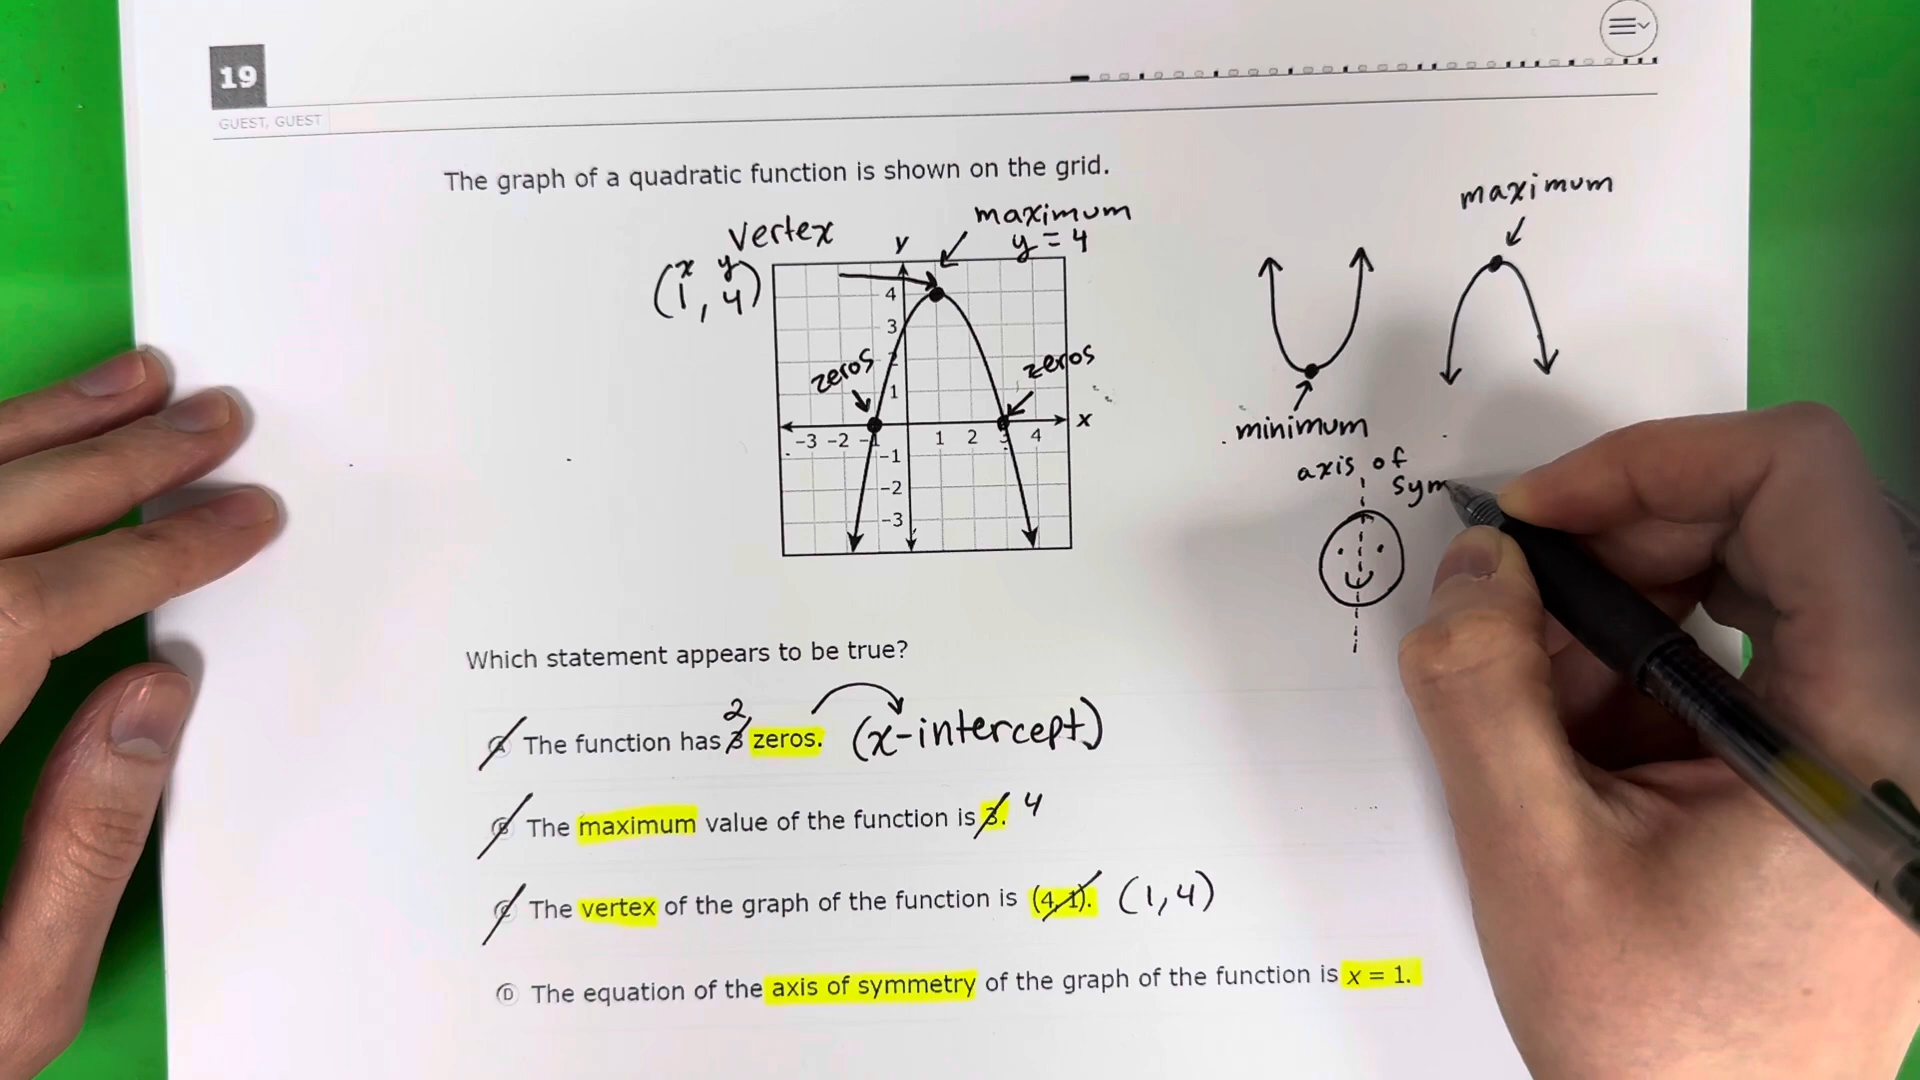 19
GUEST, GUEST
The graph of a quadratic function is shown on the grid.
vertex
(1, 4)
x y
maximum
y = 4
y
4
3
2
1
zeros
zeros
x
-3 -2 -1 1 2 3 4
-1
-2
-3
maximum
minimum
axis of
sym
Which statement appears to be true?
2
A The function has 3 zeros. (x-intercept)
B The maximum value of the function is 3. 4
C The vertex of the graph of the function is (4, 1). (1,4)
D The equation of the axis of symmetry of the graph of the function is x = 1.